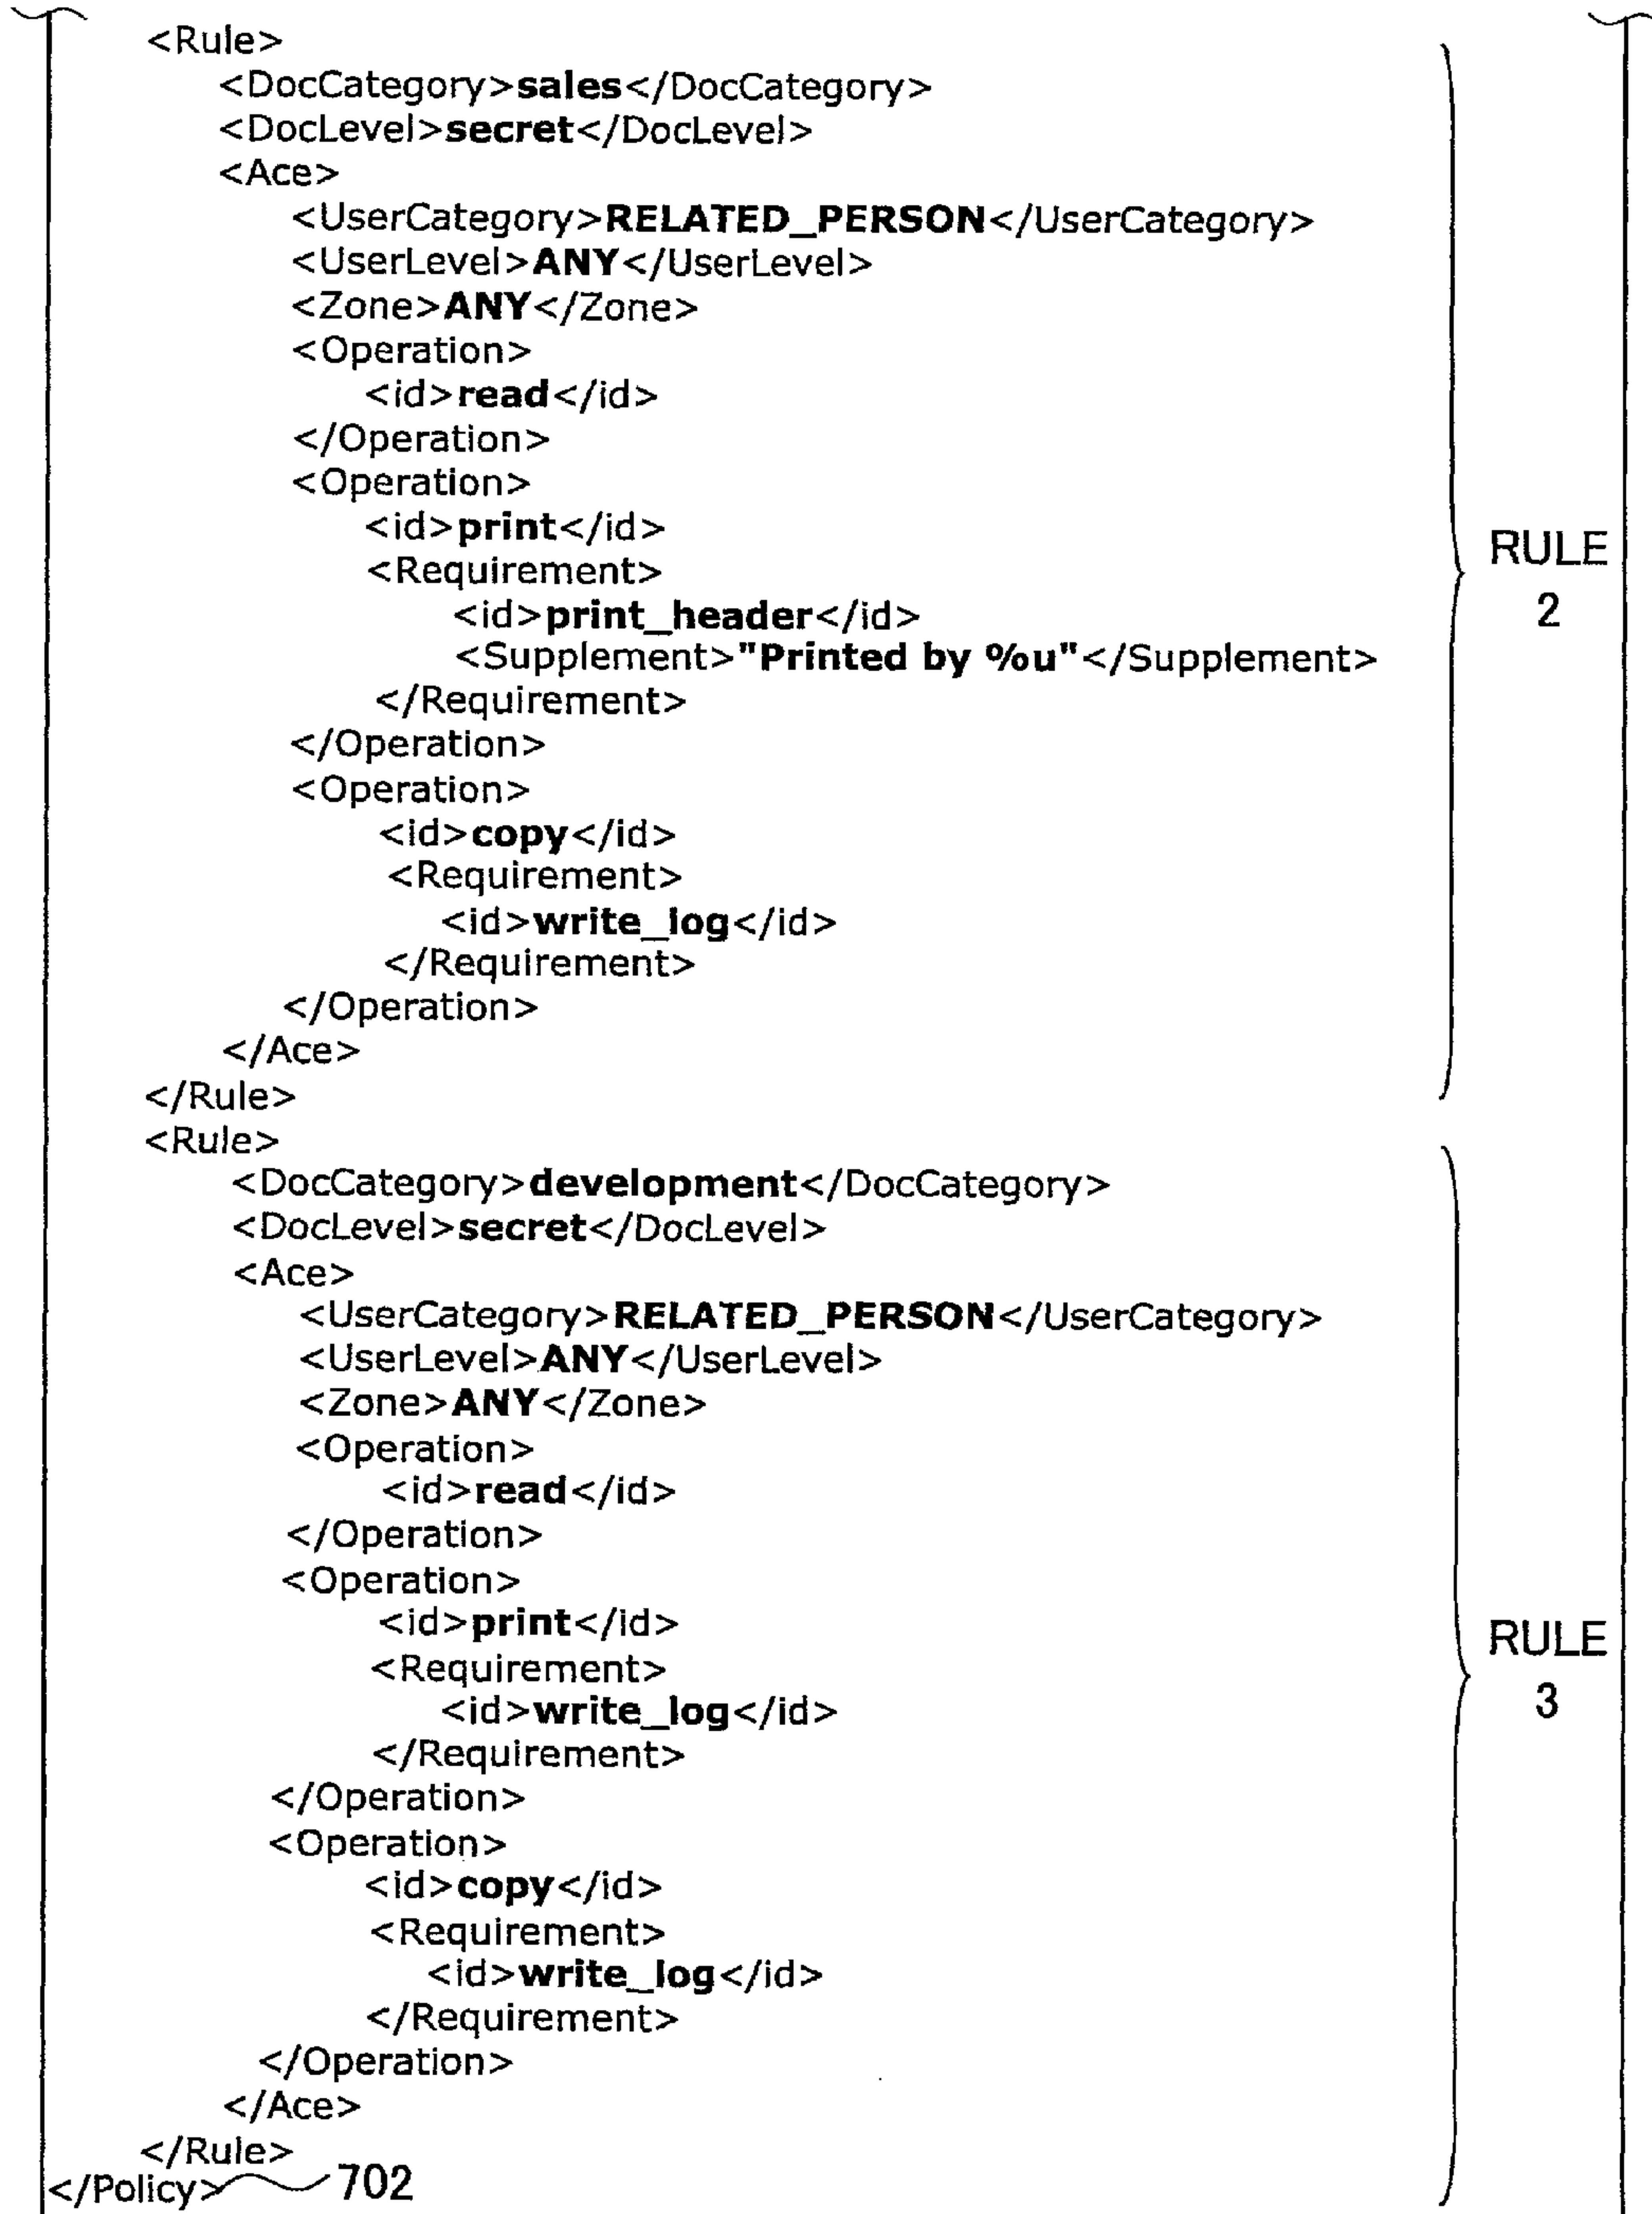 <Rule>
<DocCategory>sales</DocCategory>
<DocLevel>secret</DocLevel>
<Ace>
<UserCategory>RELATED_PERSON</UserCategory>
<UserLevel>ANY</UserLevel>
<Zone>ANY</Zone>
<Operation>
<id>read</id>
</Operation>
<Operation>
<id>print</id>
<Requirement>
<id>print_header</id>
<Supplement>"Printed by %u"</Supplement>
</Requirement>
</Operation>
<Operation>
<id>copy</id>
<Requirement>
<id>write_log</id>
</Requirement>
</Operation>
</Ace>
</Rule>
RULE
2
<Rule>
<DocCategory>development</DocCategory>
<DocLevel>secret</DocLevel>
<Ace>
<UserCategory>RELATED_PERSON</UserCategory>
<UserLevel>ANY</UserLevel>
<Zone>ANY</Zone>
<Operation>
<id>read</id>
</Operation>
<Operation>
<id>print</id>
<Requirement>
<id>write_log</id>
</Requirement>
</Operation>
<Operation>
<id>copy</id>
<Requirement>
<id>write_log</id>
</Requirement>
</Operation>
</Ace>
</Rule>
RULE
3
</Policy> 702